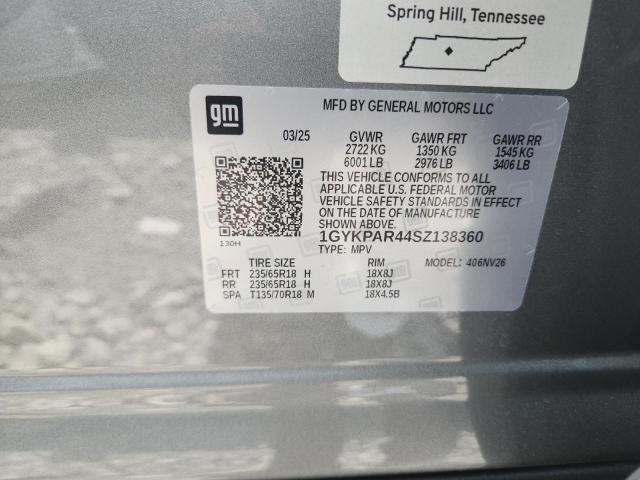 Spring Hill, Tennessee
gm
MFD BY GENERAL MOTORS LLC
03/25 GVWR GAWR FRT GAWR RR
2722 KG 1350 KG 1545 KG
6001 LB 2976 LB 3406 LB
THIS VEHICLE CONFORMS TO ALL
APPLICABLE U.S. FEDERAL MOTOR
VEHICLE SAFETY STANDARDS IN EFFECT
ON THE DATE OF MANUFACTURE
SHOWN ABOVE.
1GYKPAR44SZ138360
130H
TYPE: MPV
TIRE SIZE RIM MODEL: 406NV26
FRT 235/65R18 H 18X8J
RR 235/65R18 H 18X8J
SPA T135/70R18 M 18X4.5B